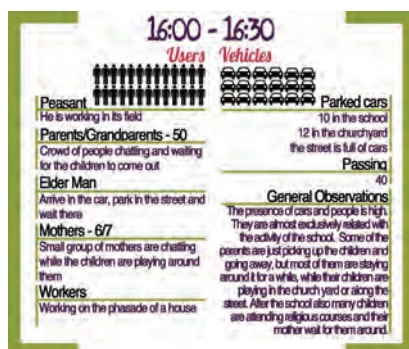 16:00 - 16:30
Users Vehicles
Peasant
He is working in its field
Parents/Grandparents - 50
Crowd of people chatting and waiting
for the children to come out
Elder Man
Arrive in the car, park in the street and
wait there
Mothers - 6/7
Small group of mothers are chatting
while the children are playing around
them
Workers
Working on the phasade of a house
Parked cars
10 in the school
12 in the churchyard
the street is full of cars
Passing
40
General Observations
The presence of cars and people is high.
They are almost exclusively related with
the activity of the school. Some of the
parents are just picking up the children and
going away, but most of them are staying
around it for a while, while their children are
playing in the church yard or along the
street. After the school also many children
are attending religious courses and their
mother wait for them around.